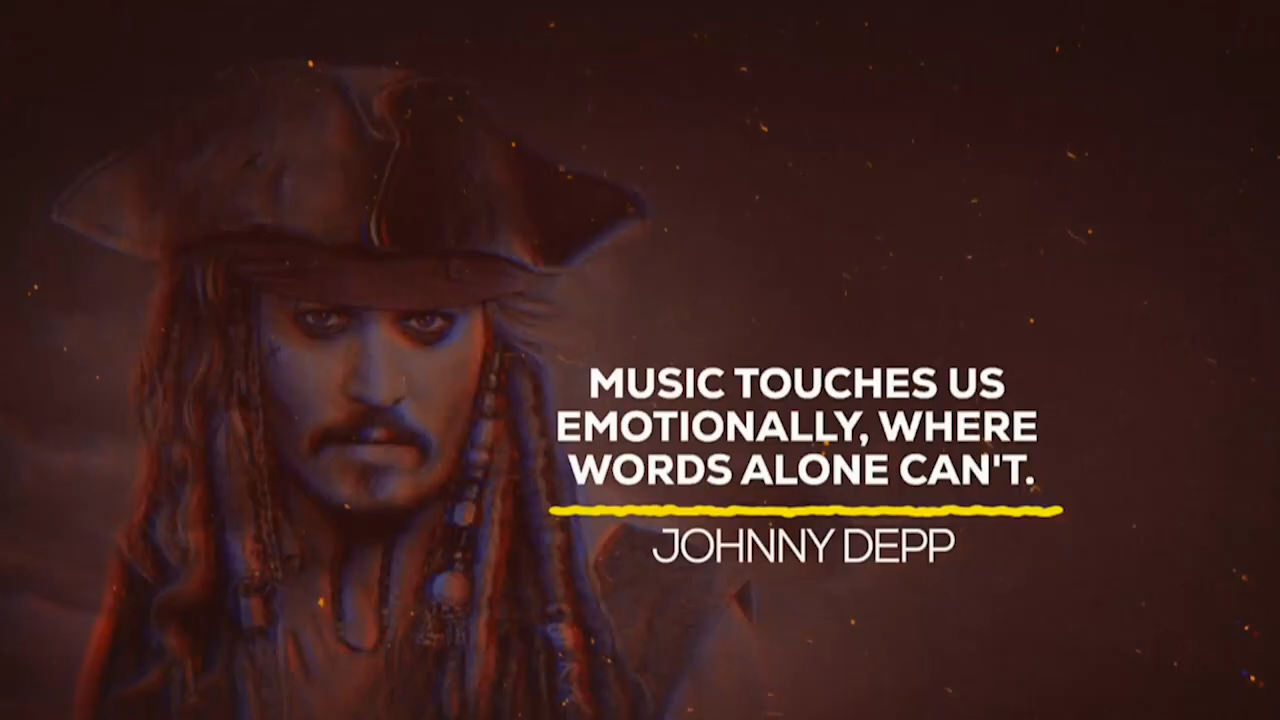 MUSIC TOUCHES US
EMOTIONALLY, WHERE
WORDS ALONE CAN'T.
JOHNNY DEPP